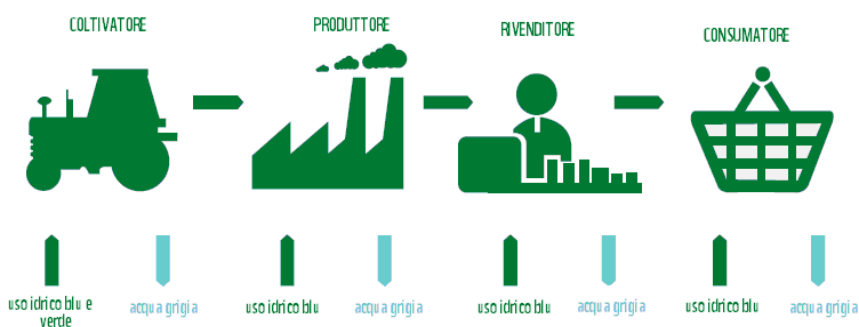 COLTIVATORE
PRODUTTORE
RIVENDITORE
CONSUMATORE
uso idrico blu e
verde
acqua grigia
uso idrico blu
acqua grigia
uso idrico blu
acqua grigia
uso idrico blu
acqua grigia